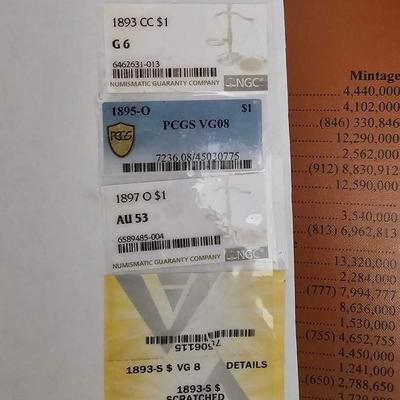 1893 CC $1
G 6
6462631-013
NUMISMATIC GUARANTY COMPANY
NGC
1895-O $1
PCGS VG08
PCGS
7236.08/45030775
1897 O $1
AU 53
6589485-004
NUMISMATIC GUARANTY COMPANY
NGC
1893-S $ VG 8 DETAILS
1893-S $
SCRATCHED
Mintage
4,440,000
4,102,000
(846) 330,846
12,290,000
2,562,000
(912) 8,830,912
12,590,000
3,540,000
(813) 6,962,813
13,320,000
2,284,000
(777) 7,994,777
8,636,000
1,530,000
(755) 4,652,755
4,450,000
1,241,000
(650) 2,788,650
3,720,000